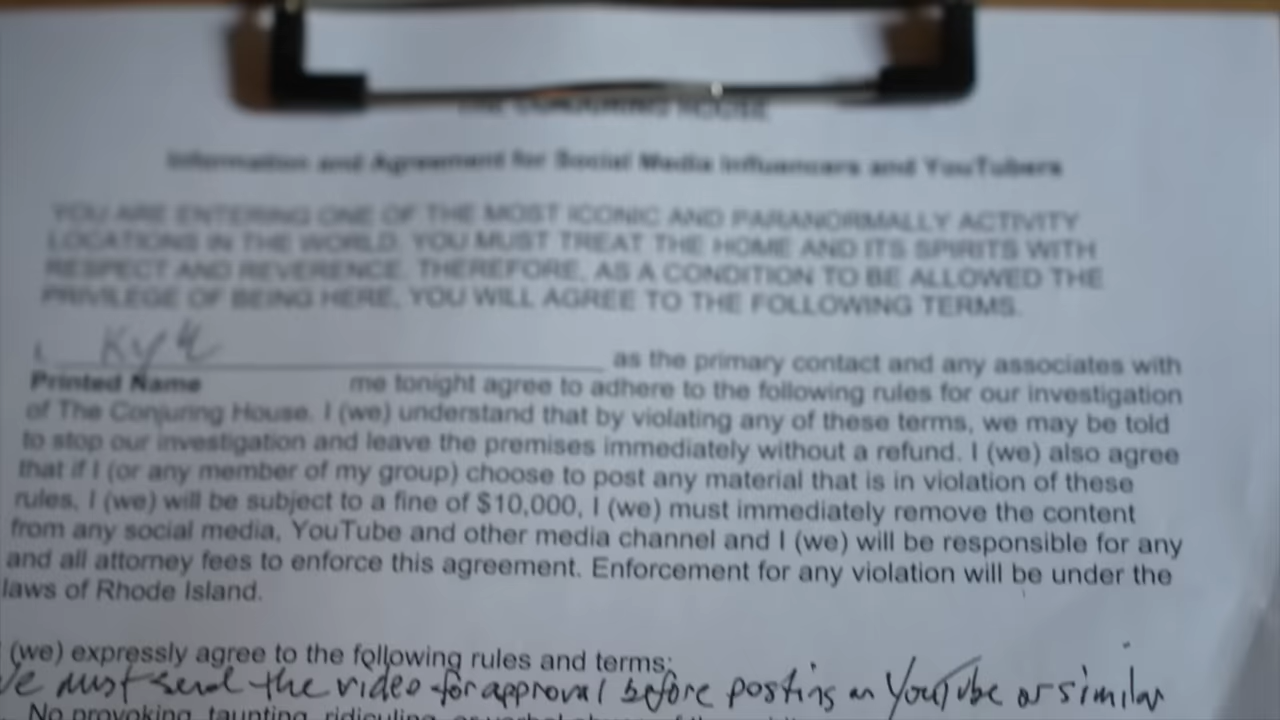 THE CONJURING HOUSE
Information and Agreement for Social Media Influencers and YouTubers
YOU ARE ENTERING ONE OF THE MOST ICONIC AND PARANORMALLY ACTIVITY
LOCATIONS IN THE WORLD. YOU MUST TREAT THE HOME AND ITS SPIRITS WITH
RESPECT AND REVERENCE. THEREFORE, AS A CONDITION TO BE ALLOWED THE
PRIVILEGE OF BEING HERE, YOU WILL AGREE TO THE FOLLOWING TERMS.
I, as the primary contact and any associates with
Printed Name me tonight agree to adhere to the following rules for our investigation
of The Conjuring House. I (we) understand that by violating any of these terms, we may be told
to stop our investigation and leave the premises immediately without a refund. I (we) also agree
that if I (or any member of my group) choose to post any material that is in violation of these
rules, I (we) will be subject to a fine of $10,000, I (we) must immediately remove the content
from any social media, YouTube and other media channel and I (we) will be responsible for any
and all attorney fees to enforce this agreement. Enforcement for any violation will be under the
laws of Rhode Island.
(we) expressly agree to the following rules and terms:
We must send the video for approval before posting on YouTube or similar
No provoking, taunting, ridiculing, or verbal